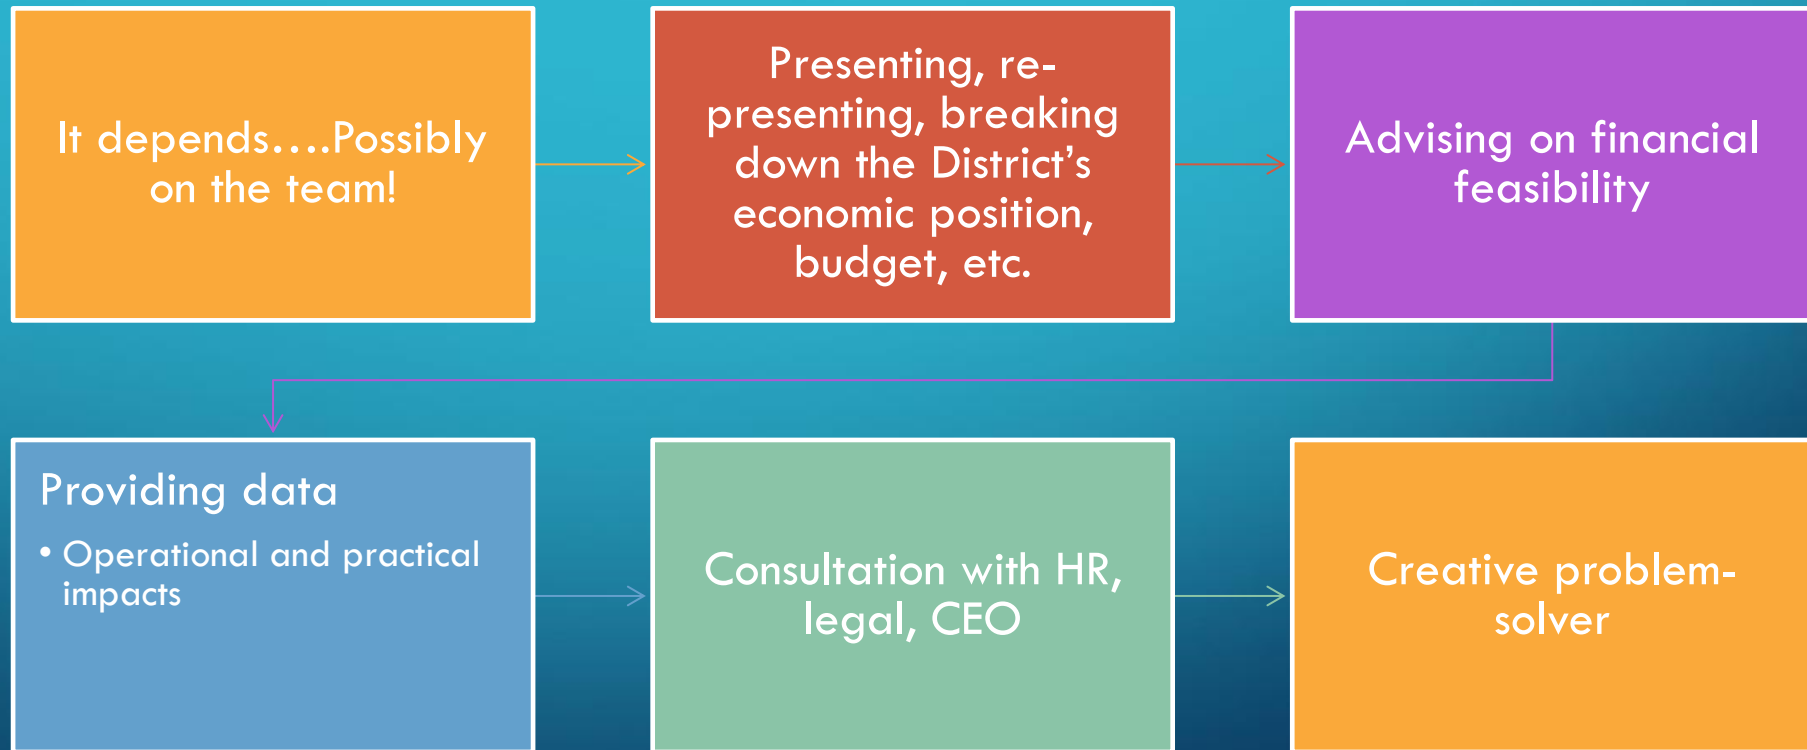 It depends....Possibly
on the team!
Presenting, re-
presenting, breaking
down the District’s
economic position,
budget, etc.
Advising on financial
feasibility
Providing data
• Operational and practical
impacts
Consultation with HR,
legal, CEO
Creative problem-
solver